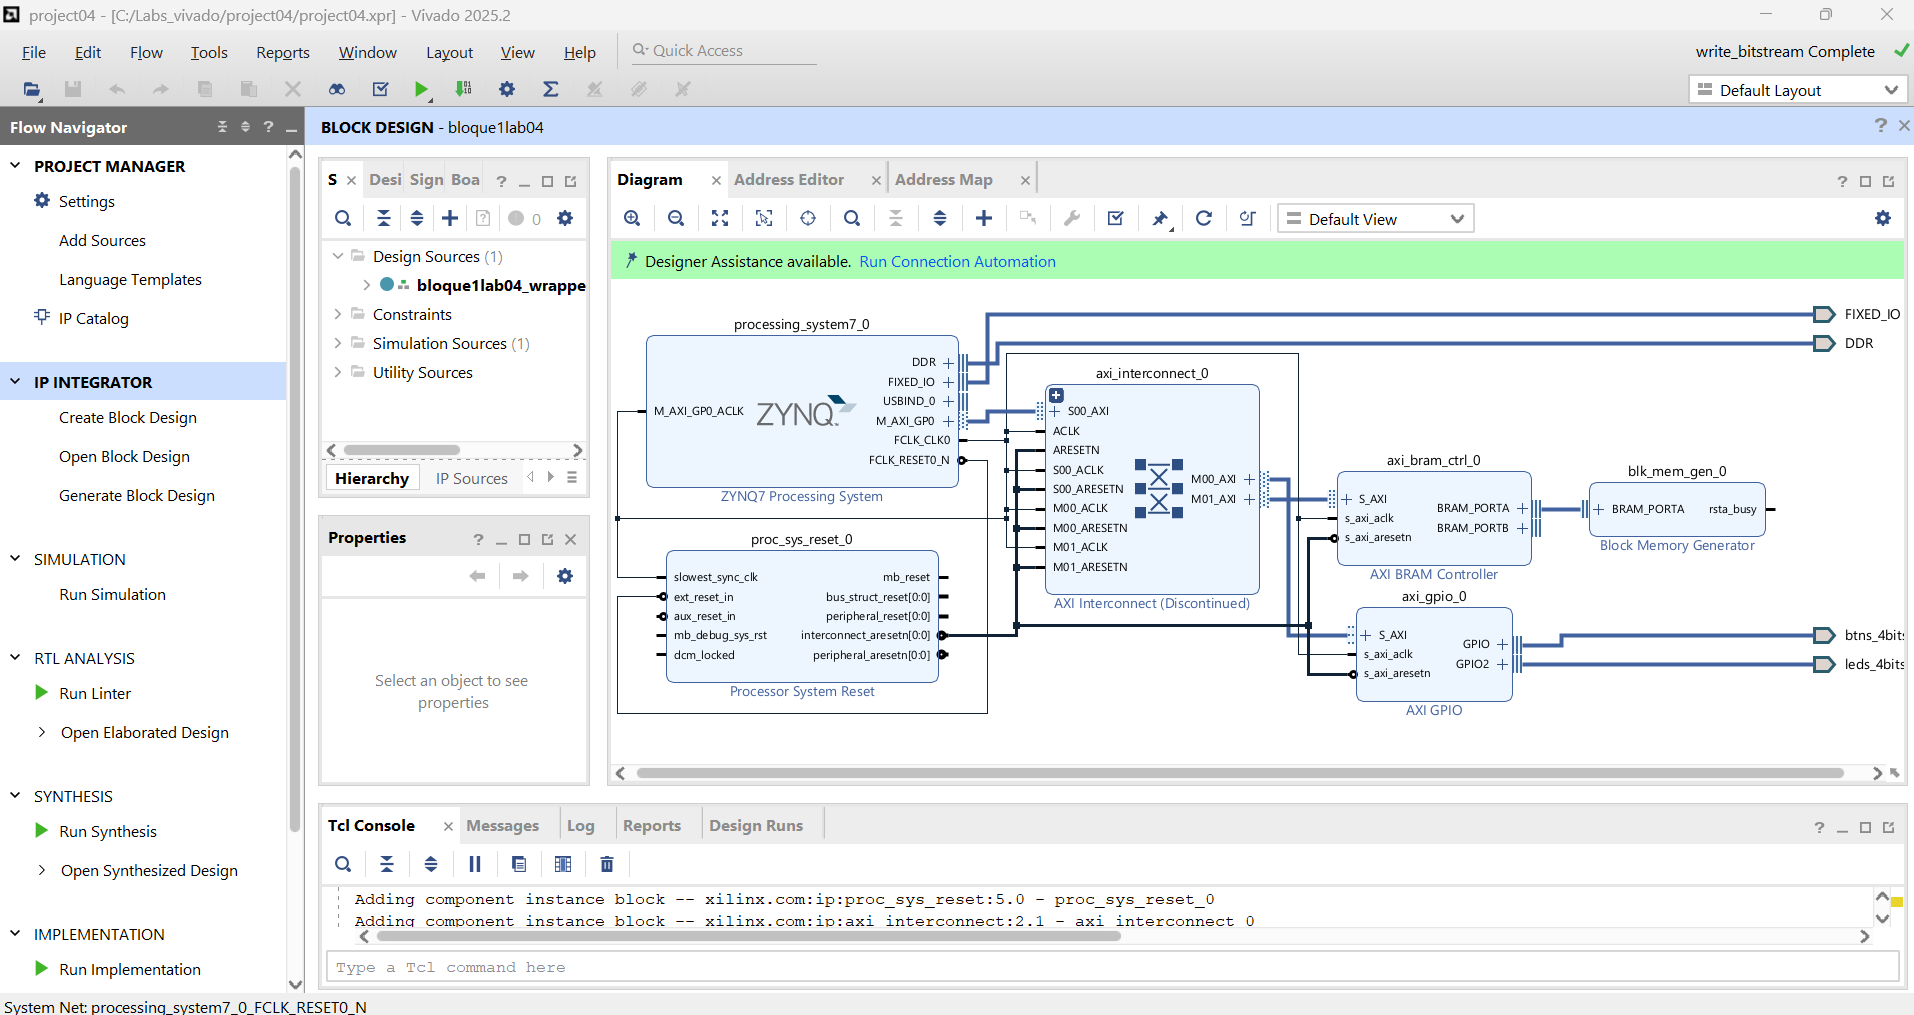 project04 - [C:/Labs_vivado/project04/project04.xpr] - Vivado 2025.2
File Edit Flow Tools Reports Window Layout View Help Quick Access
write_bitstream Complete
Default Layout
Flow Navigator
PROJECT MANAGER
Settings
Add Sources
Language Templates
IP Catalog
IP INTEGRATOR
Create Block Design
Open Block Design
Generate Block Design
SIMULATION
Run Simulation
RTL ANALYSIS
Run Linter
Open Elaborated Design
SYNTHESIS
Run Synthesis
Open Synthesized Design
IMPLEMENTATION
Run Implementation
BLOCK DESIGN - bloque1lab04
S Desi Sign Boa
0
Design Sources (1)
bloque1lab04_wrappe
Constraints
Simulation Sources (1)
Utility Sources
Hierarchy IP Sources
Properties
Select an object to see
properties
Diagram Address Editor Address Map
Default View
Designer Assistance available. Run Connection Automation
processing_system7_0
M_AXI_GP0_ACLK
ZYNQ
DDR
FIXED_IO
USBIND_0
M_AXI_GP0
FCLK_CLK0
FCLK_RESET0_N
ZYNQ7 Processing System
proc_sys_reset_0
slowest_sync_clk
ext_reset_in
aux_reset_in
mb_debug_sys_rst
dcm_locked
mb_reset
bus_struct_reset[0:0]
peripheral_reset[0:0]
interconnect_aresetn[0:0]
peripheral_aresetn[0:0]
Processor System Reset
axi_interconnect_0
S00_AXI
ACLK
ARESETN
S00_ACLK
S00_ARESETN
M00_ACLK
M00_ARESETN
M01_ACLK
M01_ARESETN
M00_AXI
M01_AXI
AXI Interconnect (Discontinued)
axi_bram_ctrl_0
S_AXI
s_axi_aclk
s_axi_aresetn
BRAM_PORTA
BRAM_PORTB
AXI BRAM Controller
blk_mem_gen_0
BRAM_PORTA
rsta_busy
Block Memory Generator
axi_gpio_0
S_AXI
s_axi_aclk
s_axi_aresetn
GPIO
GPIO2
AXI GPIO
FIXED_IO
DDR
btns_4bits
leds_4bits
Tcl Console Messages Log Reports Design Runs
Adding component instance block -- xilinx.com:ip:proc_sys_reset:5.0 - proc_sys_reset_0
Adding component instance block -- xilinx.com:ip:axi_interconnect:2.1 - axi_interconnect_0
Type a Tcl command here
System Net: processing_system7_0_FCLK_RESET0_N